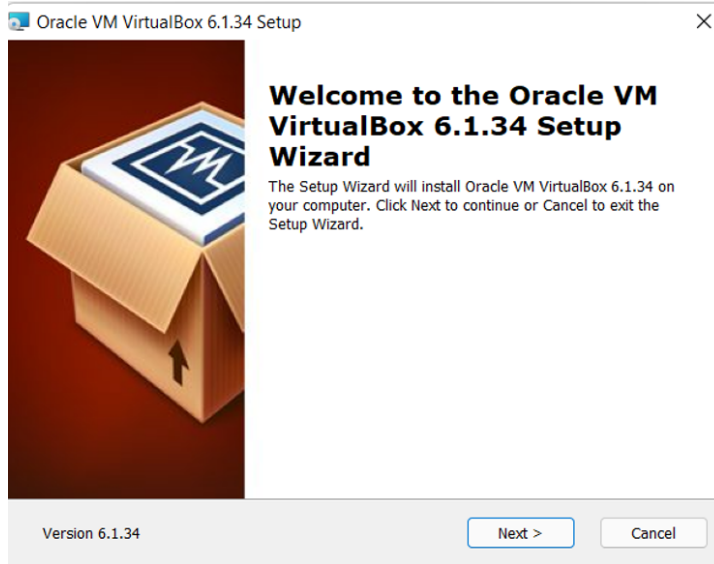 Oracle VM VirtualBox 6.1.34 Setup
Welcome to the Oracle VM
VirtualBox 6.1.34 Setup
Wizard
The Setup Wizard will install Oracle VM VirtualBox 6.1.34 on
your computer. Click Next to continue or Cancel to exit the
Setup Wizard.
Version 6.1.34
Next >
Cancel